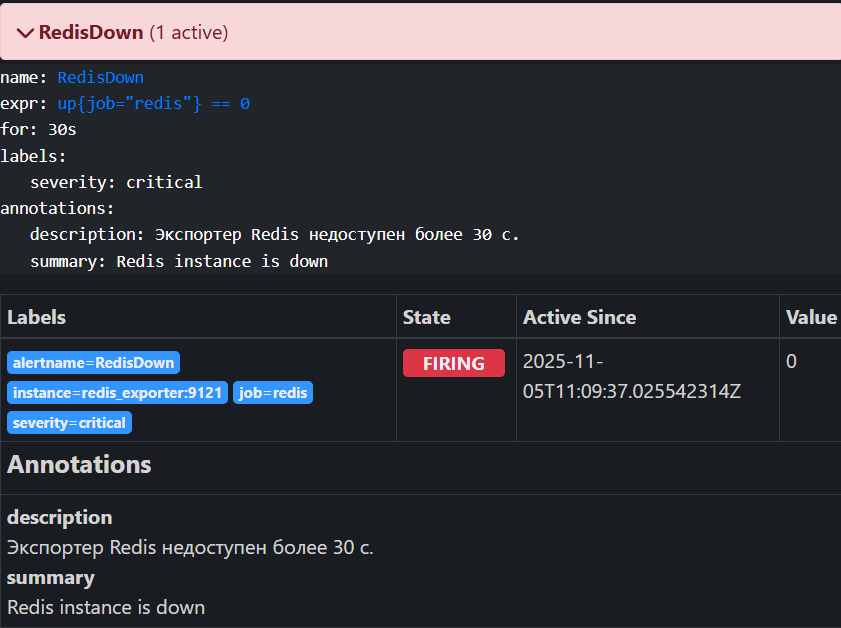 RedisDown (1 active)
name: RedisDown
expr: up{job="redis"} == 0
for: 30s
labels:
severity: critical
annotations:
description: Экспортер Redis недоступен более 30 с.
summary: Redis instance is down
Labels State Active Since Value
alertname=RedisDown FIRING 2025-11- 0
instance=redis_exporter:9121 job=redis 05T11:09:37.025542314Z
severity=critical
Annotations
description
Экспортер Redis недоступен более 30 с.
summary
Redis instance is down